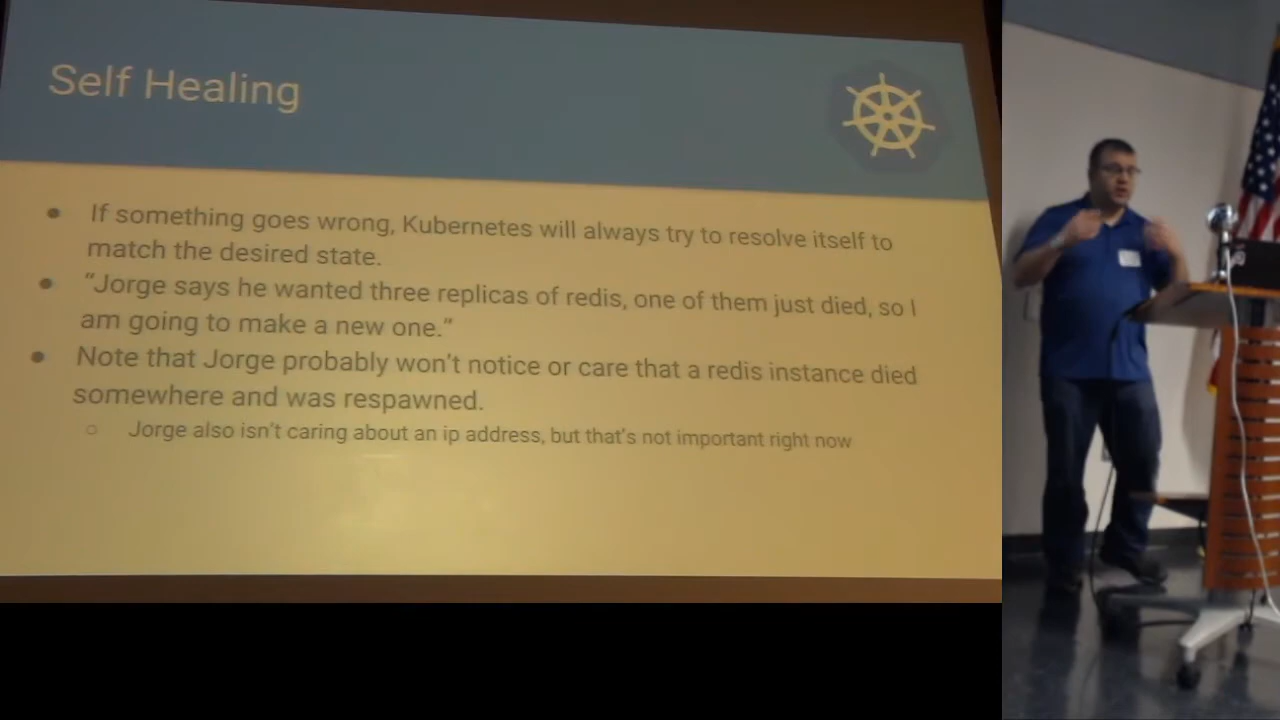 Self Healing
If something goes wrong, Kubernetes will always try to resolve itself to
match the desired state.
“Jorge says he wanted three replicas of redis, one of them just died, so I
am going to make a new one.”
Note that Jorge probably won’t notice or care that a redis instance died
somewhere and was respawned.
Jorge also isn’t caring about an ip address, but that’s not important right now